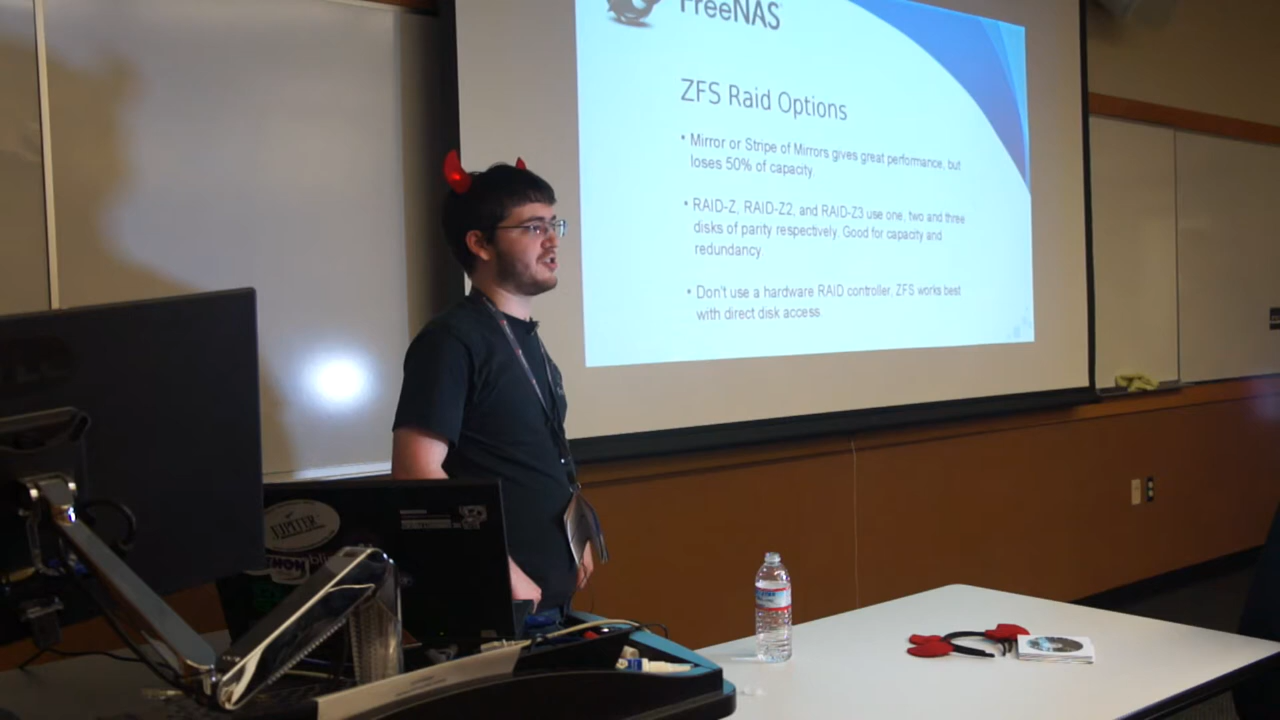 FreeNAS
ZFS Raid Options
• Mirror or Stripe of Mirrors gives great performance, but
loses 50% of capacity.
• RAID-Z, RAID-Z2, and RAID-Z3 use one, two and three
disks of parity respectively. Good for capacity and
redundancy.
• Don't use a hardware RAID controller, ZFS works best
with direct disk access.
JUPITER